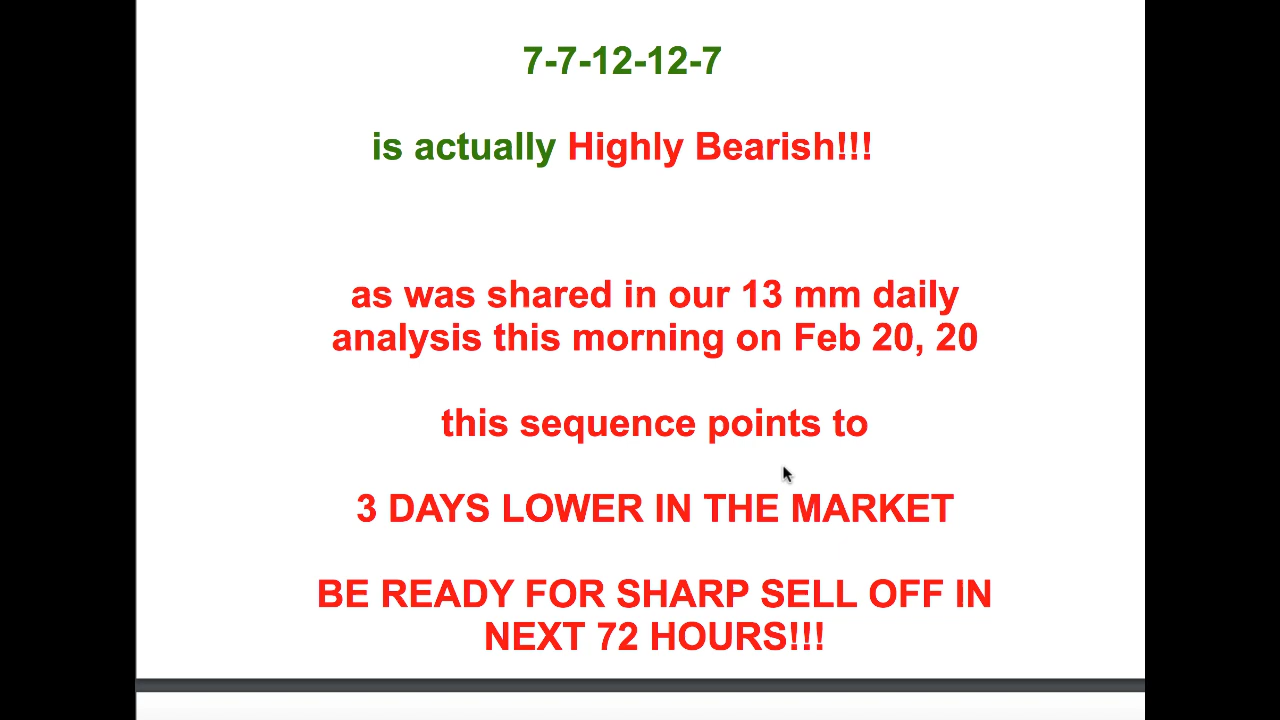 7-7-12-12-7
is actually Highly Bearish!!!
as was shared in our 13 mm daily
analysis this morning on Feb 20, 20
this sequence points to
3 DAYS LOWER IN THE MARKET
BE READY FOR SHARP SELL OFF IN
NEXT 72 HOURS!!!